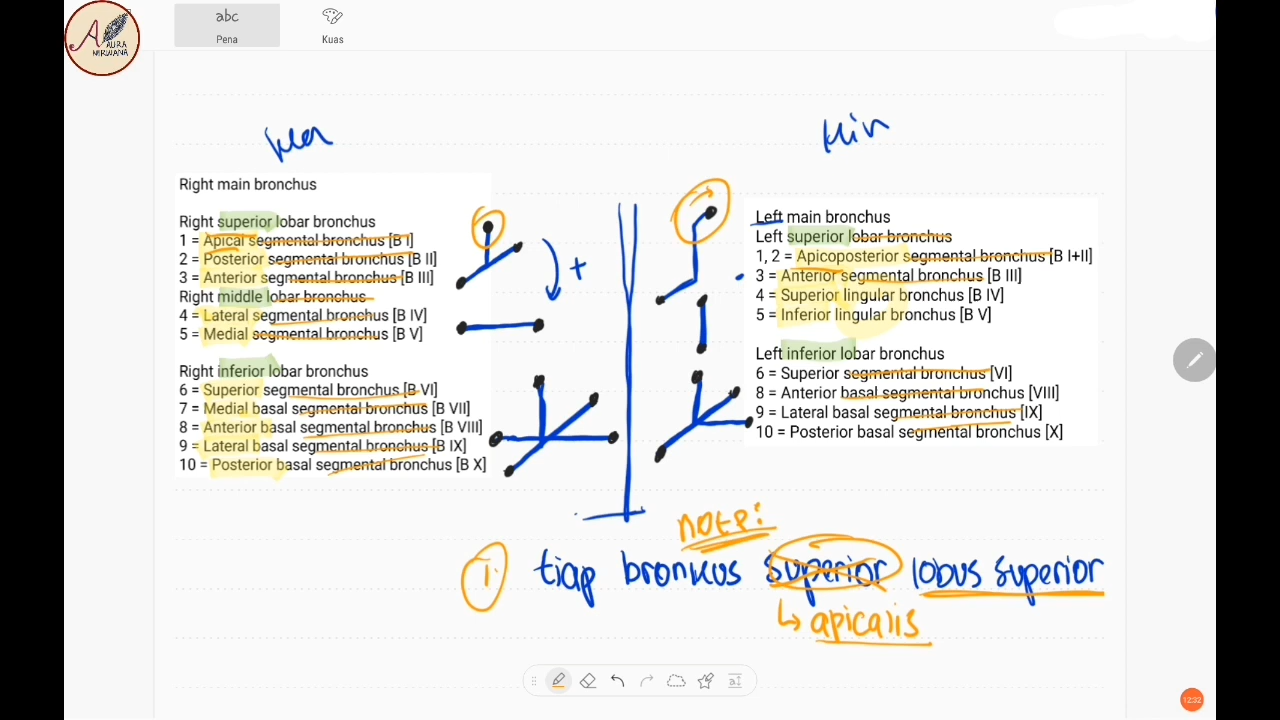 A
AURA
NIRWANA
abc
Pena
Kuas
kin
Right main bronchus
Right superior lobar bronchus
1 = Apical segmental bronchus [B I]
2 = Posterior segmental bronchus [B II]
3 = Anterior segmental bronchus [B III]
Right middle lobar bronchus
4 = Lateral segmental bronchus [B IV]
5 = Medial segmental bronchus [B V]
Right inferior lobar bronchus
6 = Superior segmental bronchus [B VI]
7 = Medial basal segmental bronchus [B VII]
8 = Anterior basal segmental bronchus [B VIII]
9 = Lateral basal segmental bronchus [B IX]
10 = Posterior basal segmental bronchus [B X]
+
Left main bronchus
Left superior lobar bronchus
1, 2 = Apicoposterior segmental bronchus [B I+II]
3 = Anterior segmental bronchus [B III]
4 = Superior lingular bronchus [B IV]
5 = Inferior lingular bronchus [B V]
Left inferior lobar bronchus
6 = Superior segmental bronchus [VI]
8 = Anterior basal segmental bronchus [VIII]
9 = Lateral basal segmental bronchus [IX]
10 = Posterior basal segmental bronchus [X]
note:
1. tiap bronkus superior lobus superior
↳ apicalis
12:32